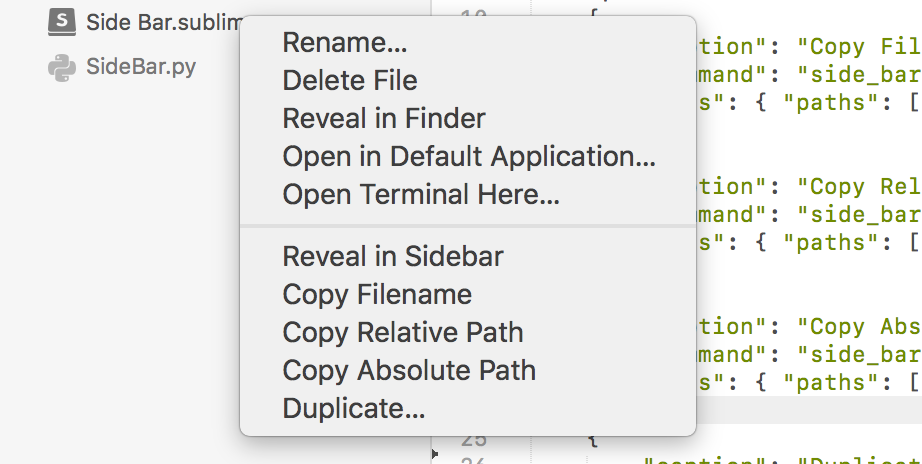 Side Bar.sublim
SideBar.py
Rename...
Delete File
Reveal in Finder
Open in Default Application...
Open Terminal Here...
Reveal in Sidebar
Copy Filename
Copy Relative Path
Copy Absolute Path
Duplicate...
{
tion": "Copy Fil
mand": "side_bar
s": { "paths": [
tion": "Copy Rel
mand": "side_bar
s": { "paths": [
tion": "Copy Abs
mand": "side_bar
s": { "paths": [
25 {
"caption": "Duplicat